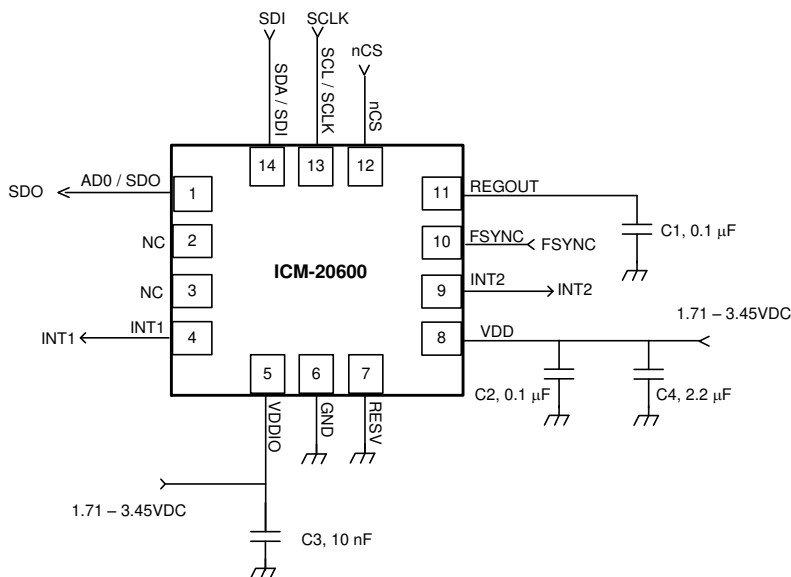 SDI
SCLK
nCS
SDA / SDI
SCL / SCLK
nCS
14
13
12
SDO
AD0 / SDO
1
11
REGOUT
C1, 0.1 μF
NC
2
10
FSYNC
FSYNC
ICM-20600
NC
3
9
INT2
INT2
INT1
INT1
4
8
VDD
1.71 – 3.45VDC
5
6
7
VDDIO
GND
RESV
C2, 0.1 μF
C4, 2.2 μF
1.71 – 3.45VDC
C3, 10 nF